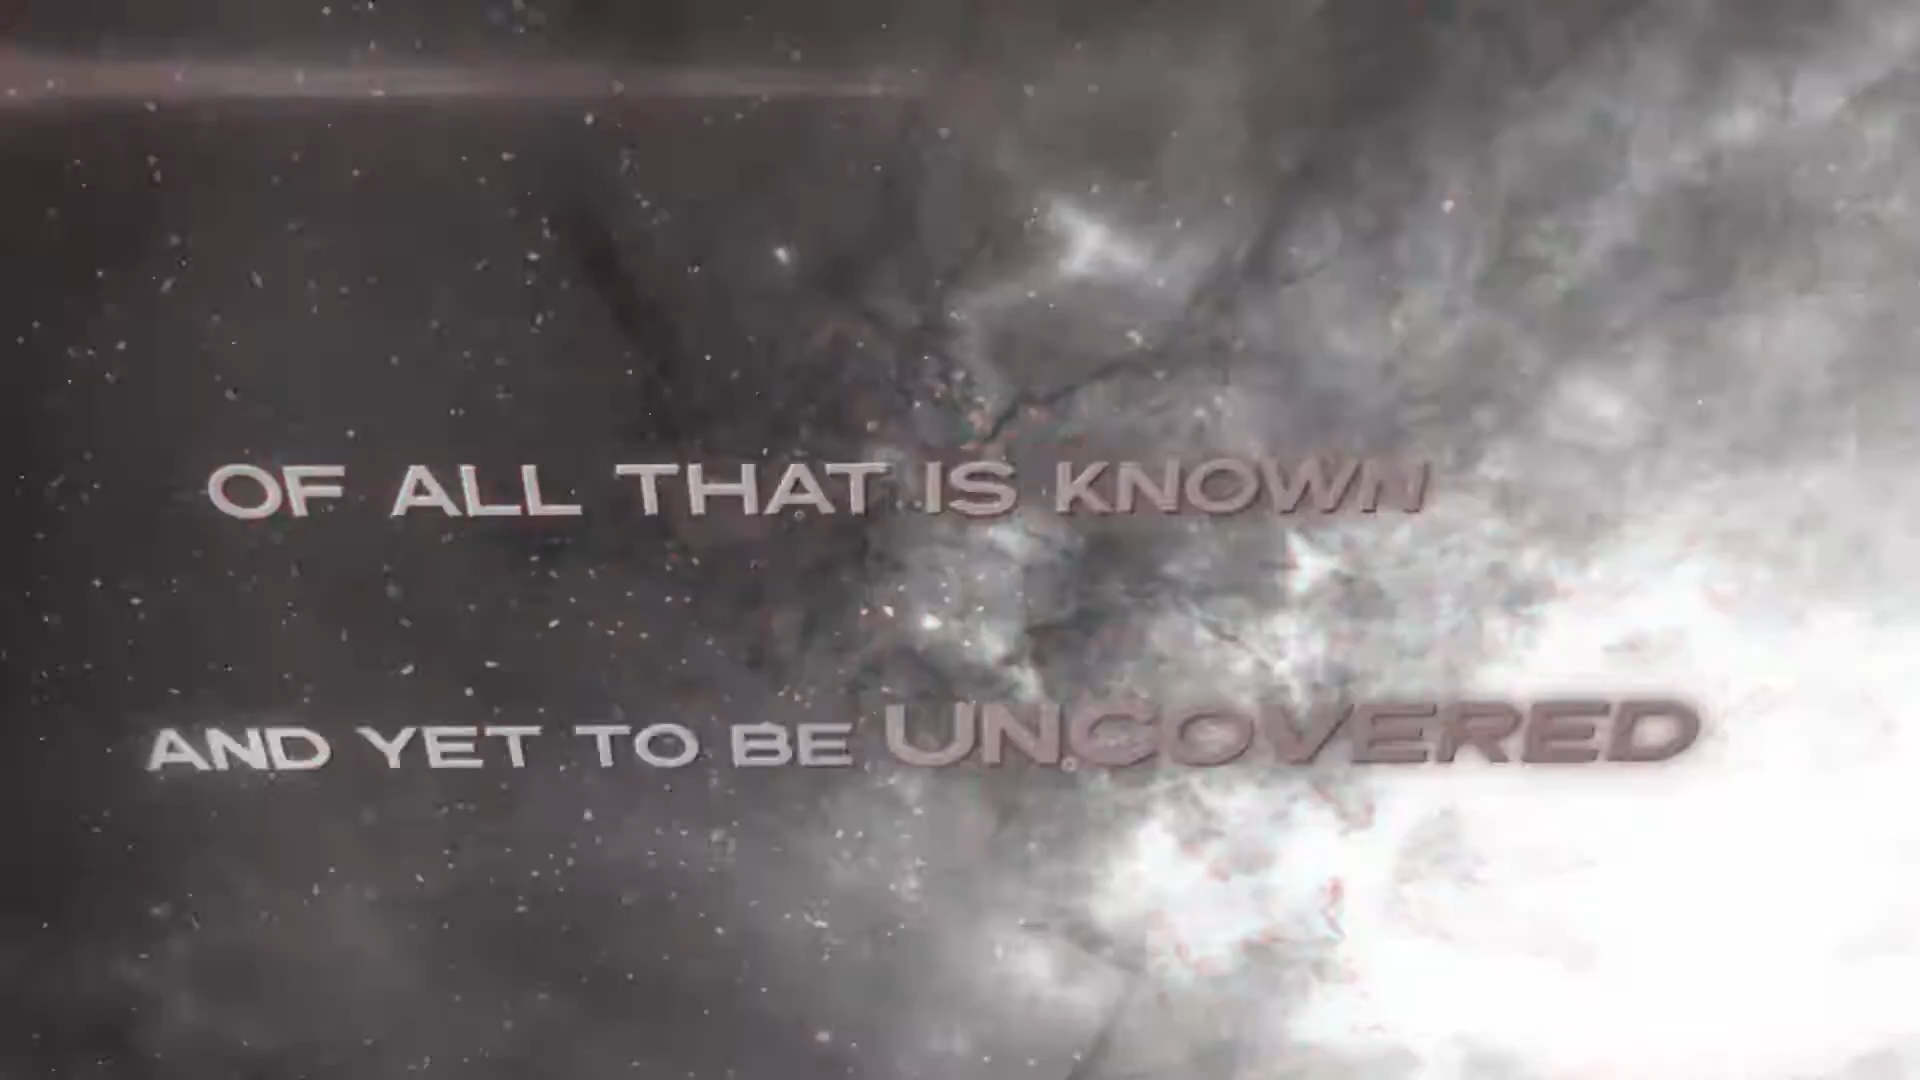 OF ALL THAT IS KNOWN
AND YET TO BE UNCOVERED